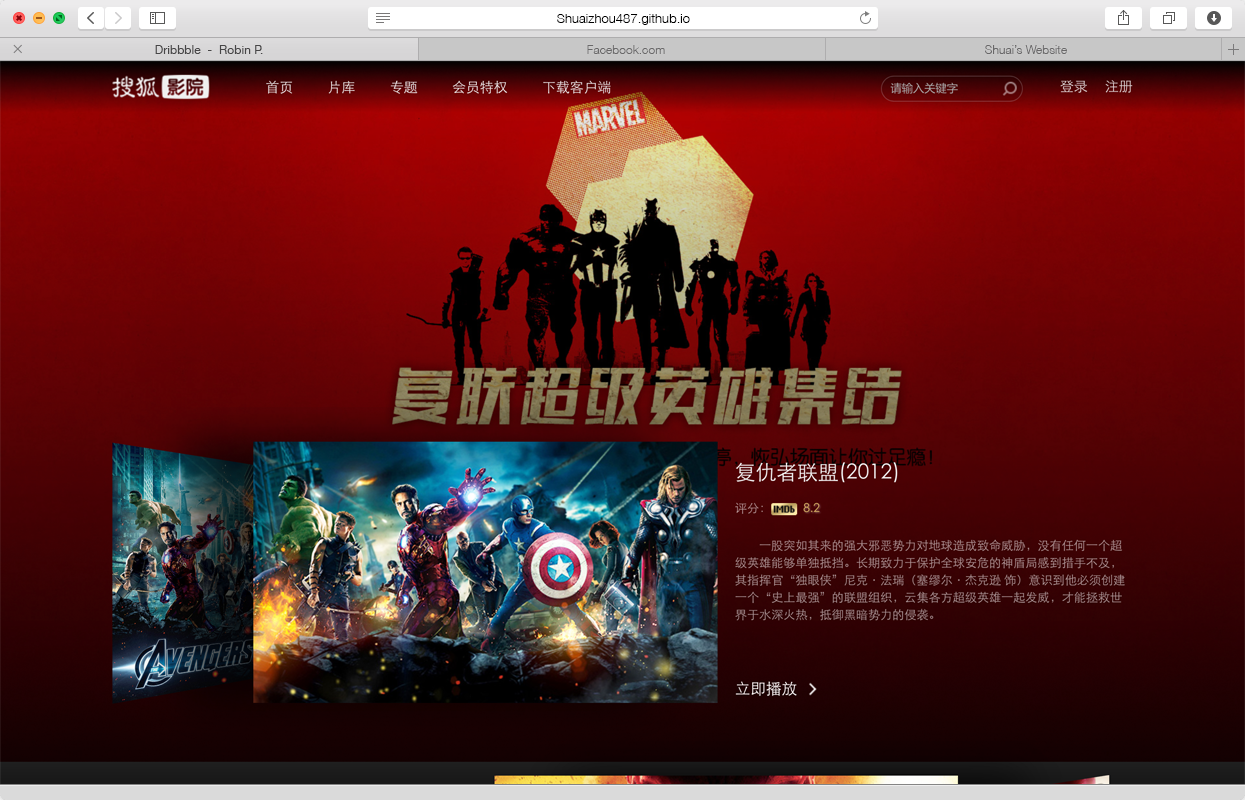 Shuaizhou487.github.io
Dribbble - Robin P.
Facebook.com
Shuai's Website
搜狐影院
首页 片库 专题 会员特权 下载客户端
请输入关键字
登录 注册
MARVEL
复联超级英雄集结
恢弘场面让你过足瘾!
复仇者联盟(2012)
评分: IMDb 8.2
一股突如其来的强大邪恶势力对地球造成致命威胁，没有任何一个超
级英雄能够单独抵挡。长期致力于保护全球安危的神盾局感到措手不及，
其指挥官“独眼侠”尼克·法瑞（塞缪尔·杰克逊 饰）意识到他必须创建
一个“史上最强”的联盟组织，云集各方超级英雄一起发威，才能拯救世
界于水深火热，抵御黑暗势力的侵袭。
AVENGERS
立即播放